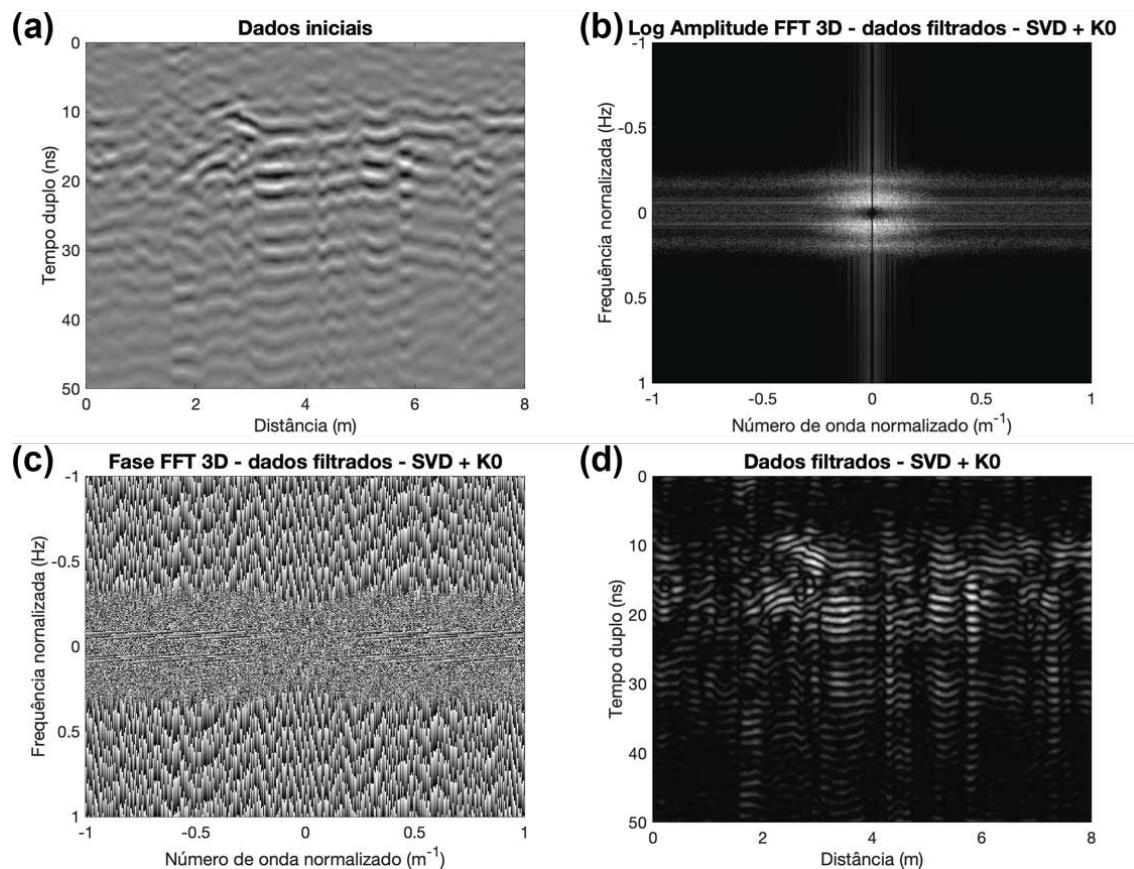 (a)
Dados iniciais
0
10
20
30
40
50
Tempo duplo (ns)
0 2 4 6 8
Distância (m)
(b)
Log Amplitude FFT 3D - dados filtrados - SVD + K0
-1
-0.5
0
0.5
1
Frequência normalizada (Hz)
-1 -0.5 0 0.5 1
Número de onda normalizado (m-1)
(c)
Fase FFT 3D - dados filtrados - SVD + K0
-1
-0.5
0
0.5
1
Frequência normalizada (Hz)
-1 -0.5 0 0.5 1
Número de onda normalizado (m-1)
(d)
Dados filtrados - SVD + K0
0
10
20
30
40
50
Tempo duplo (ns)
0 2 4 6 8
Distância (m)